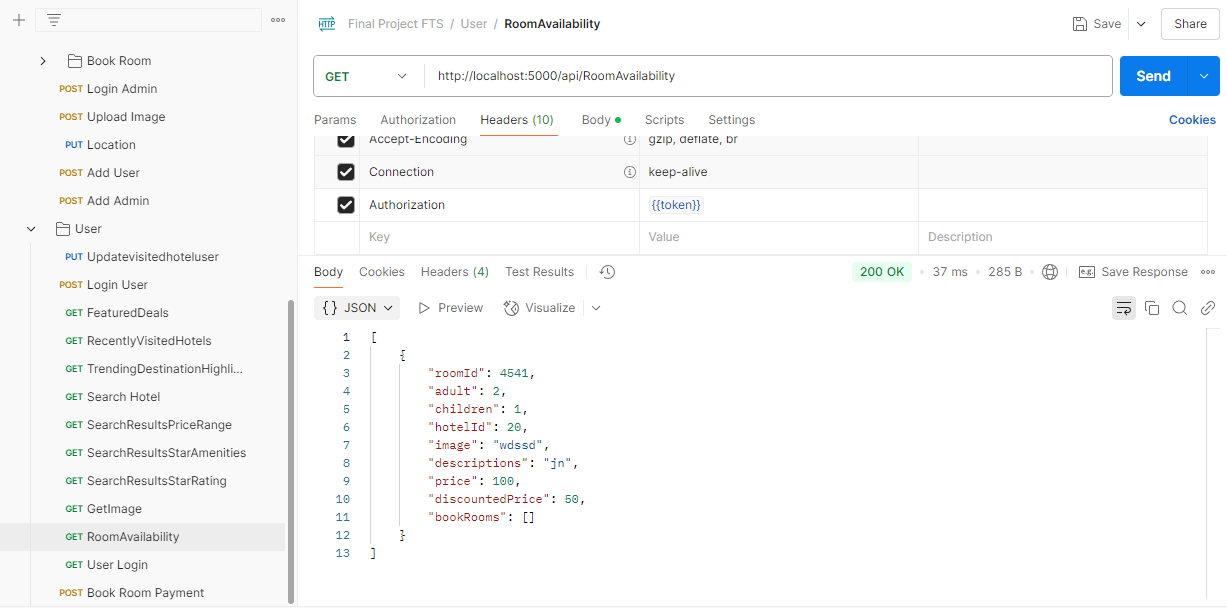 Book Room
POST Login Admin
POST Upload Image
PUT Location
POST Add User
POST Add Admin
User
PUT Updatevisitedhoteluser
POST Login User
GET FeaturedDeals
GET RecentlyVisitedHotels
GET TrendingDestinationHighli...
GET Search Hotel
GET SearchResultsPriceRange
GET SearchResultsStarAmenities
GET SearchResultsStarRating
GET GetImage
GET RoomAvailability
GET User Login
POST Book Room Payment
HTTP Final Project FTS / User / RoomAvailability
Save Share
GET http://localhost:5000/api/RoomAvailability Send
Params Authorization Headers (10) Body Scripts Settings Cookies
Accept-Encoding gzip, deflate, br
Connection keep-alive
Authorization {{token}}
Key Value Description
Body Cookies Headers (4) Test Results 200 OK • 37 ms • 285 B • e.g. Save Response
{} JSON Preview Visualize
1 [
2 {
3 "roomId": 4541,
4 "adult": 2,
5 "children": 1,
6 "hotelId": 20,
7 "image": "wdssd",
8 "descriptions": "jn",
9 "price": 100,
10 "discountedPrice": 50,
11 "bookRooms": []
12 }
13 ]